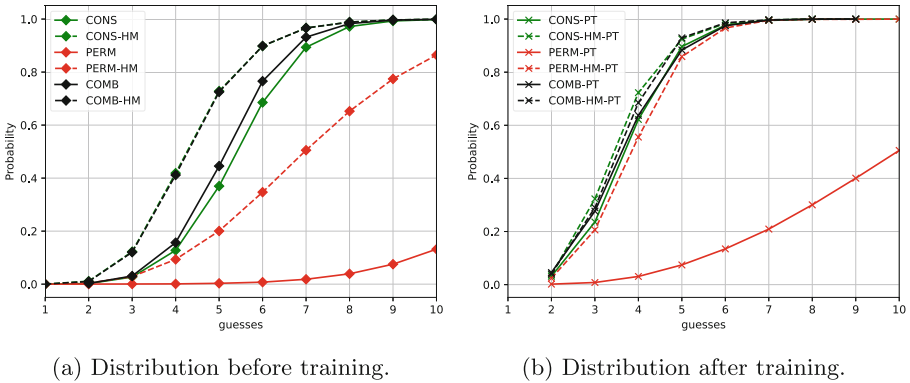 CONS
CONS-HM
PERM
PERM-HM
COMB
COMB-HM
Probability
1.0
0.8
0.6
0.4
0.2
0.0
1 2 3 4 5 6 7 8 9 10
guesses
(a) Distribution before training.
CONS-PT
CONS-HM-PT
PERM-PT
PERM-HM-PT
COMB-PT
COMB-HM-PT
Probability
1.0
0.8
0.6
0.4
0.2
0.0
1 2 3 4 5 6 7 8 9 10
guesses
(b) Distribution after training.